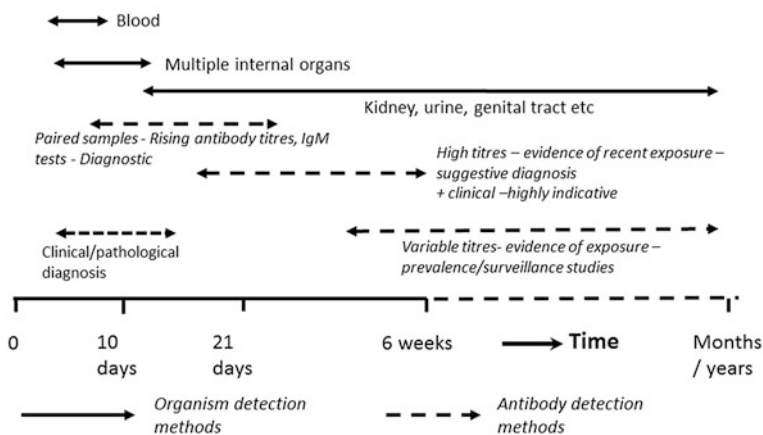 Blood
Multiple internal organs
Kidney, urine, genital tract etc
Paired samples - Rising antibody titres, IgM
tests - Diagnostic
High titres – evidence of recent exposure –
suggestive diagnosis
+ clinical –highly indicative
Clinical/pathological
diagnosis
Variable titres- evidence of exposure –
prevalence/surveillance studies
0
10
days
21
days
6 weeks
Time
Months
/ years
Organism detection
methods
Antibody detection
methods